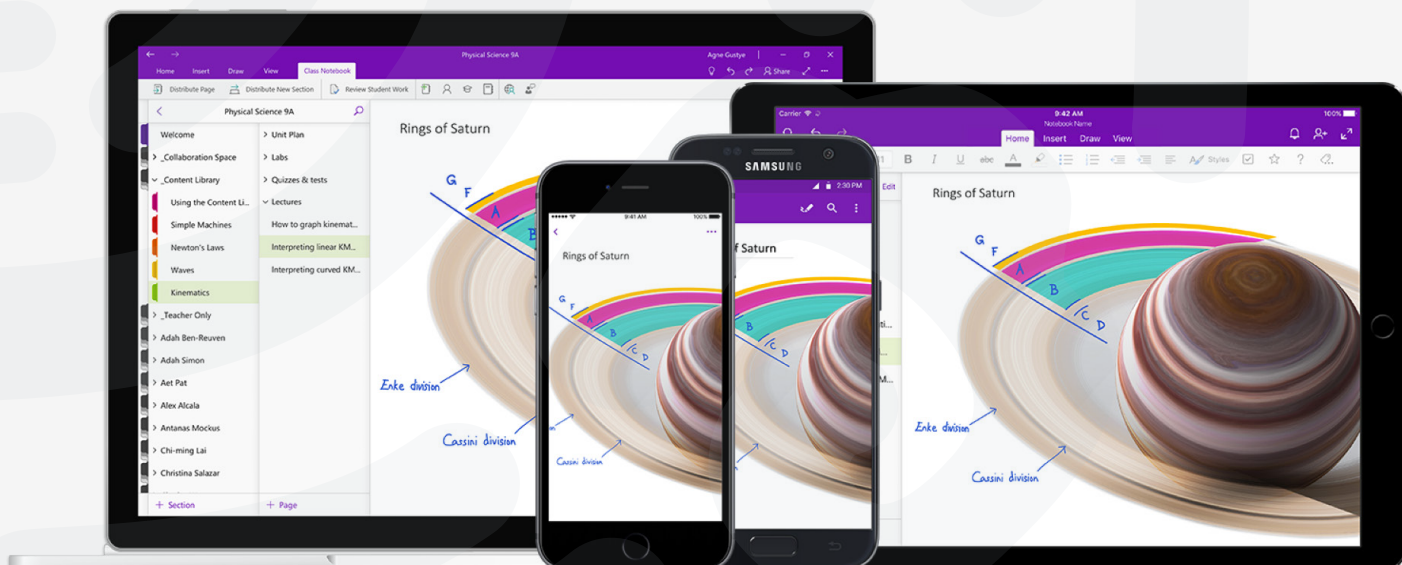 Physical Science 9A
Agne Gustye
Home Insert Draw View Class Notebook
Share
Distribute Page Distribute New Section Review Student Work
Physical Science 9A
Welcome
_Collaboration Space
_Content Library
Using the Content Li...
Simple Machines
Newton's Laws
Waves
Kinematics
_Teacher Only
Adah Ben-Reuven
Adah Simon
Aet Pat
Alex Alcala
Antanas Mockus
Chi-ming Lai
Christina Salazar
+ Section
Unit Plan
Labs
Quizzes & tests
Lectures
How to graph kinemat...
Interpreting linear KM...
Interpreting curved KM...
+ Page
Rings of Saturn
G
F
A
B
Enke division
Cassini division
9:41 AM
100%
Rings of Saturn
G
F
A
B
C
D
Cassini division
SAMSUNG
2:30 PM
f Saturn
B
C
D
Carrier
9:42 AM
100%
Notebook Name
Home Insert Draw View
B I U abc A Styles
Edit
Rings of Saturn
G
F
A
B
C
D
Enke division
Cassini division